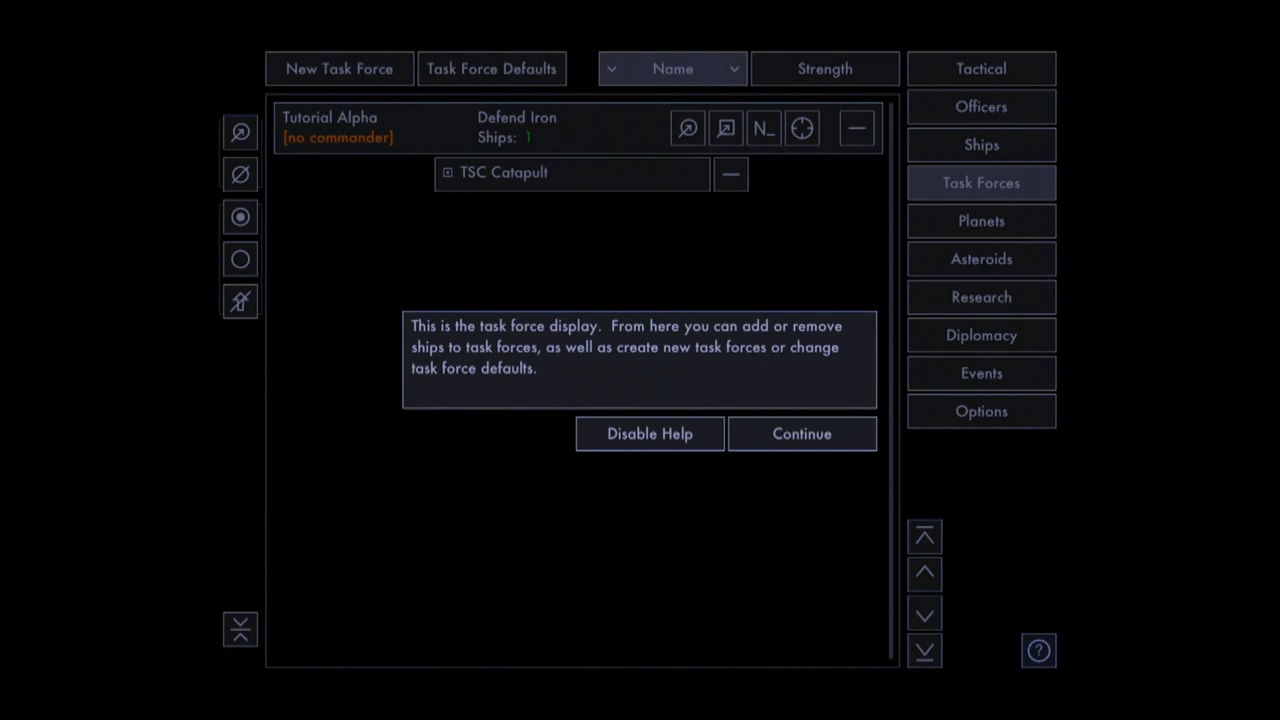 New Task Force
Task Force Defaults
Name
Strength
Tactical
Officers
Ships
Task Forces
Planets
Asteroids
Research
Diplomacy
Events
Options
Tutorial Alpha
[no commander]
Defend Iron
Ships: 1
N_
TSC Catapult
This is the task force display. From here you can add or remove
ships to task forces, as well as create new task forces or change
task force defaults.
Disable Help
Continue
?